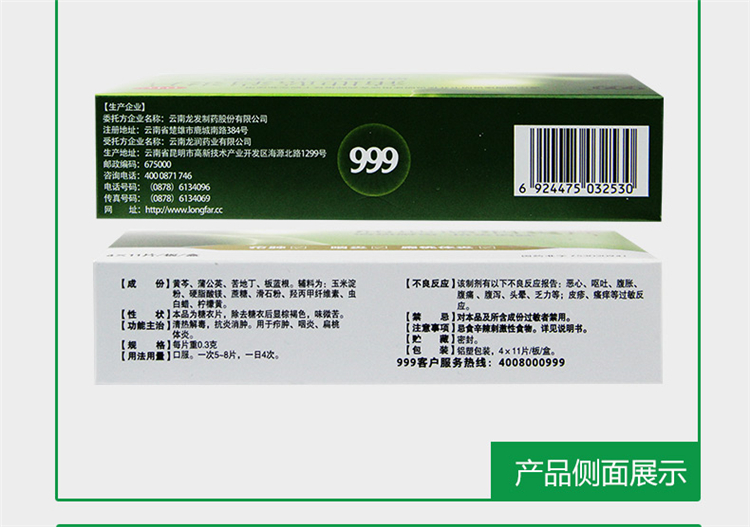 【生产企业】
委托方企业名称：云南龙发制药股份有限公司
注册地址：云南省楚雄市鹿城南路384号
受托方企业名称：云南龙润药业有限公司
生产地址：云南省昆明市高新技术产业开发区海源北路1299号
邮政编码：675000
咨询电话：400 0871 746
电话号码：（0878）6134096
传真号码：（0878）6134069
网　址：http://www.longfar.cc
999
6 924475 032530
4×11片/板/盒
【成　份】黄芩、蒲公英、苦地丁、板蓝根。辅料为：玉米淀
粉、硬脂酸镁、蔗糖、滑石粉、羟丙甲纤维素、虫
白蜡、柠檬黄。
【性　状】本品为糖衣片，除去糖衣后显棕褐色，味微苦。
【功能主治】清热解毒，抗炎消肿。用于疖肿、咽炎、扁桃
体炎。
【规　格】每片重0.3克
【用法用量】口服。一次5-8片，一日4次。
【不良反应】该制剂有以下不良反应报告：恶心、呕吐、腹胀、
腹痛、腹泻、头晕、乏力等；皮疹、瘙痒等过敏反
应。
【禁　忌】对本品及所含成份过敏者禁用。
【注意事项】忌食辛辣刺激性食物。详见说明书。
【贮　藏】密封。
【包　装】铝塑包装，4×11片/板/盒。
999客户服务热线：4008000999
产品侧面展示